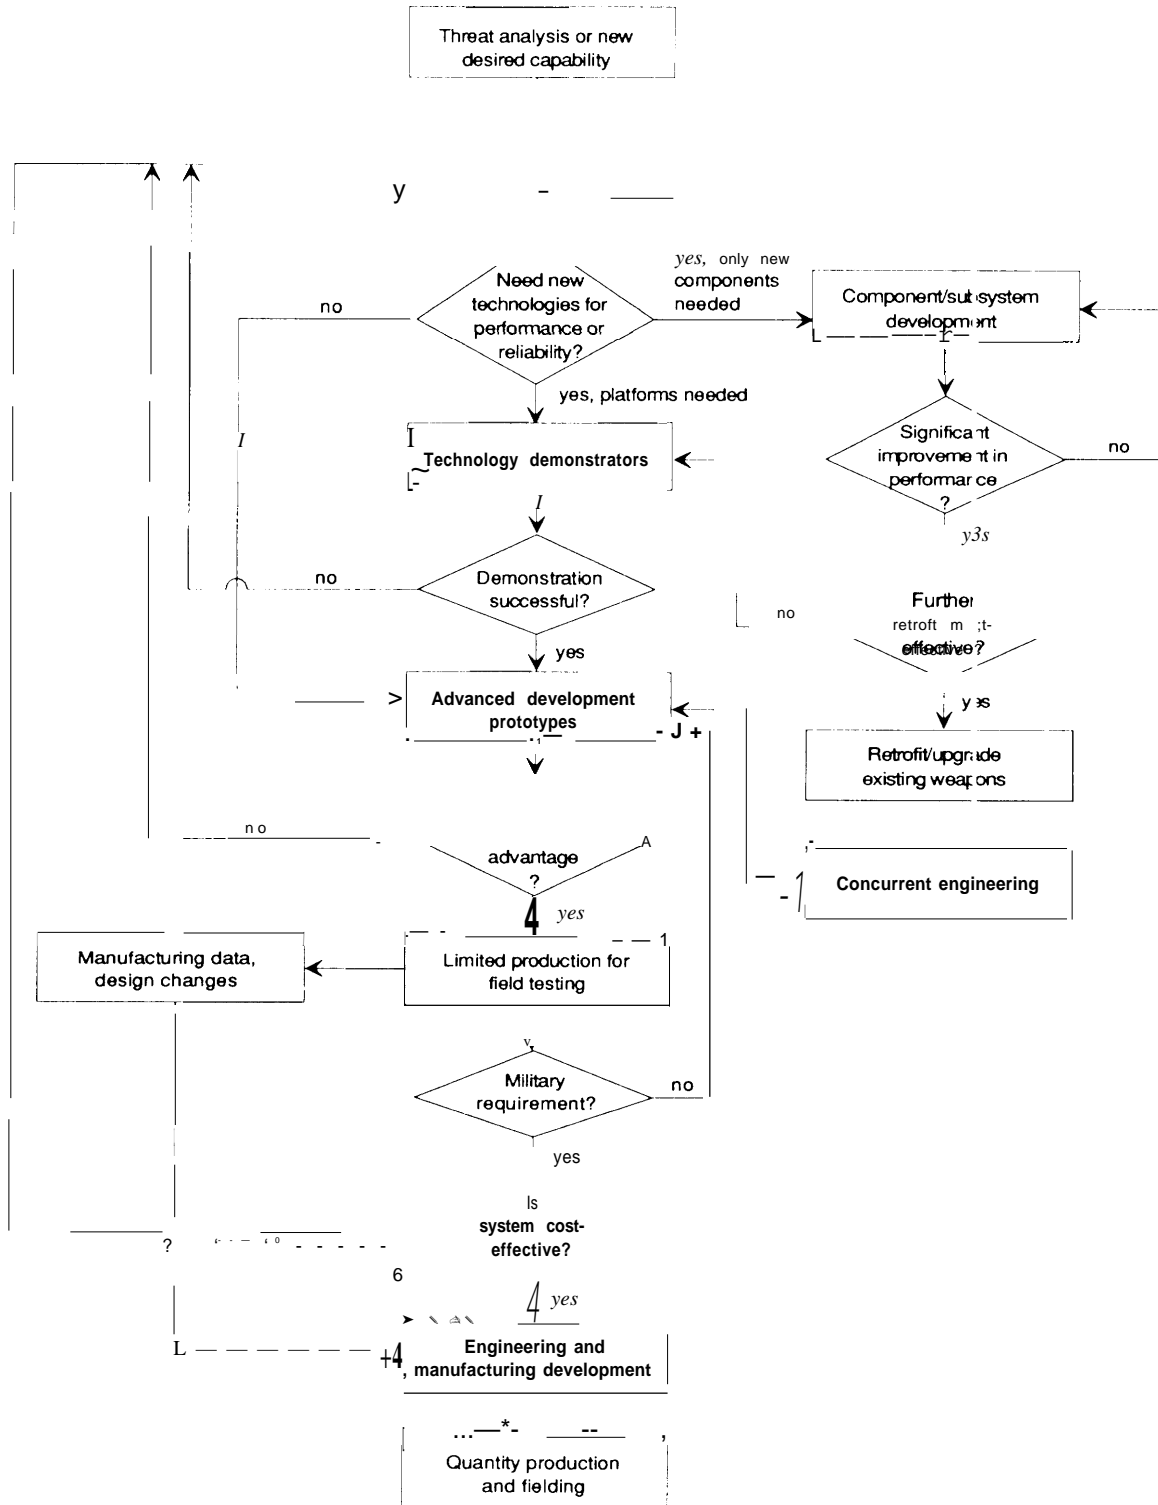 Threat analysis or new
desired capability
Need new
technologies for
performance or
reliability?
yes, only new
components
needed
no
Component/subsystem
development
yes, platforms needed
Technology demonstrators
Significant
improvement in
performance
?
no
y3s
Demonstration
successful?
no
yes
no
Further
effective?
yes
Advanced development
prototypes
Retrofit/upgrade
existing weapons
no
advantage
?
yes
Concurrent engineering
Manufacturing data,
design changes
Limited production for
field testing
Military
requirement?
no
yes
Is
system cost-
effective?
yes
Engineering and
manufacturing development
Quantity production
and fielding